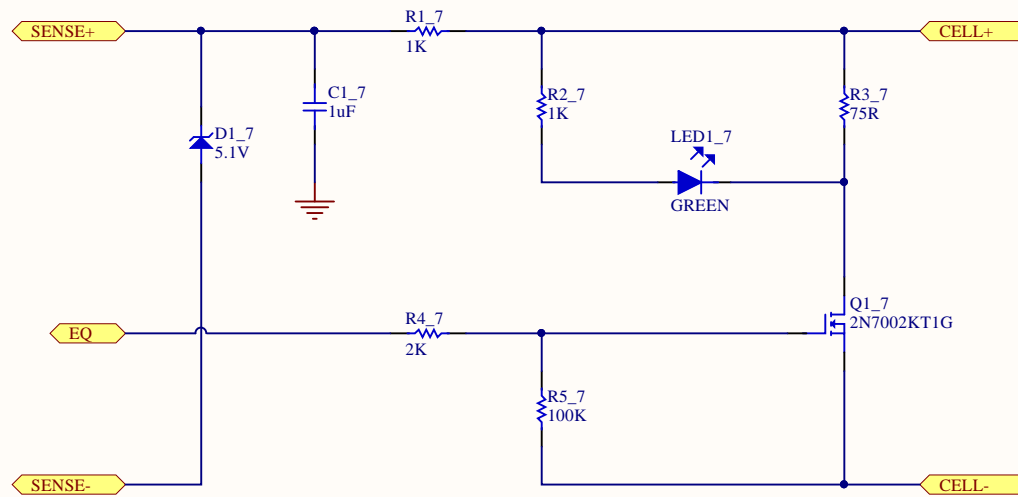 SENSE+
R1_7
1K
CELL+
C1_7
1uF
R2_7
1K
R3_7
75R
D1_7
5.1V
LED1_7
GREEN
Q1_7
2N7002KT1G
EQ
R4_7
2K
R5_7
100K
SENSE-
CELL-